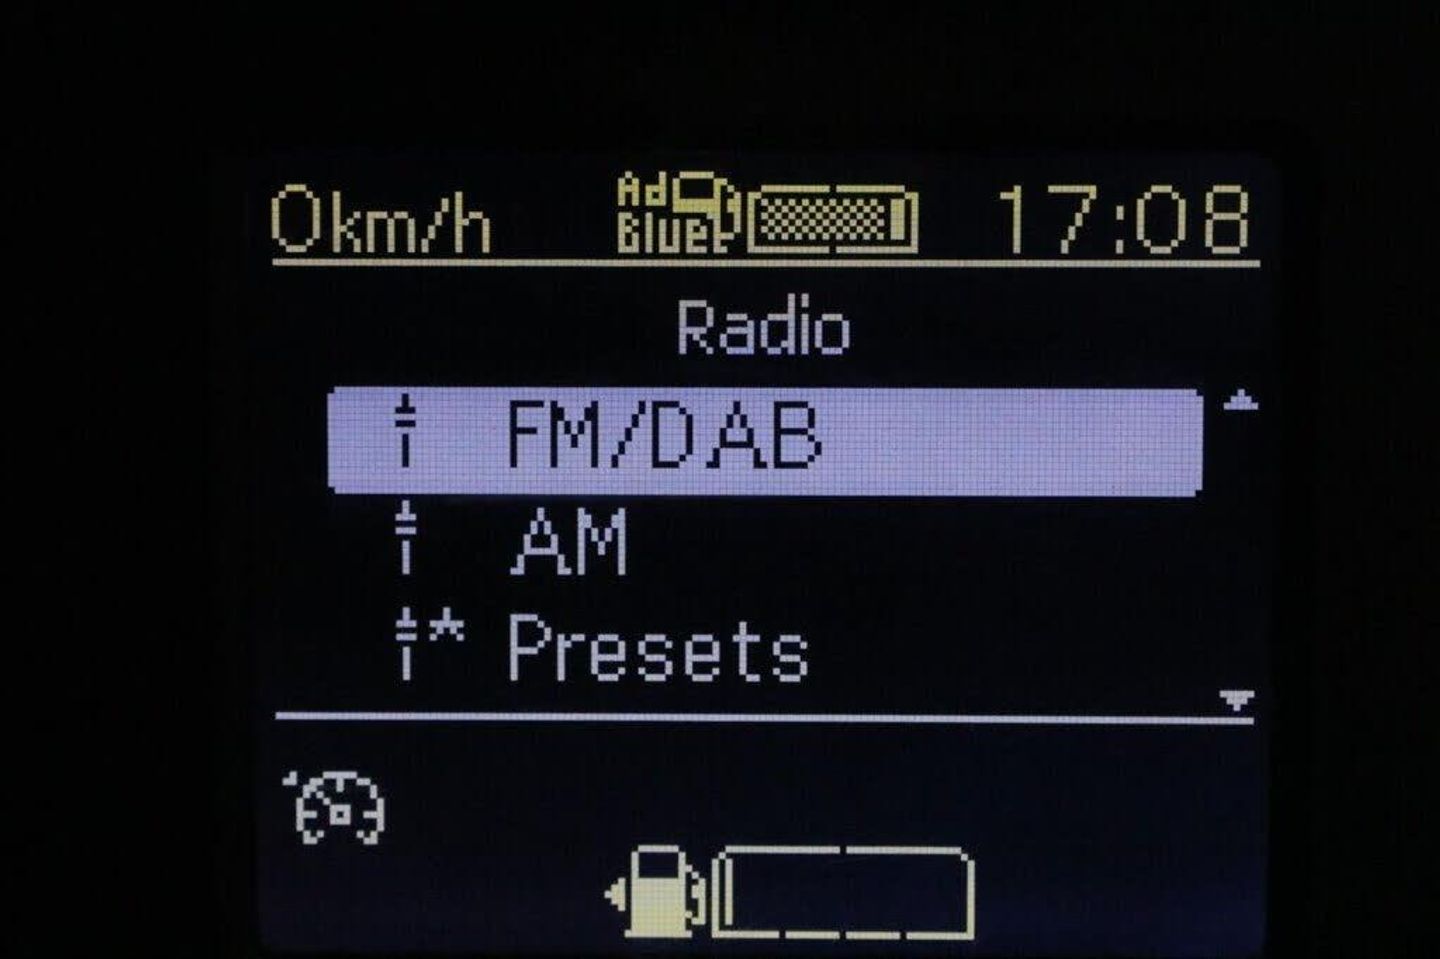 0km/h Ad Blue 17:08
Radio
FM/DAB
AM
Presets